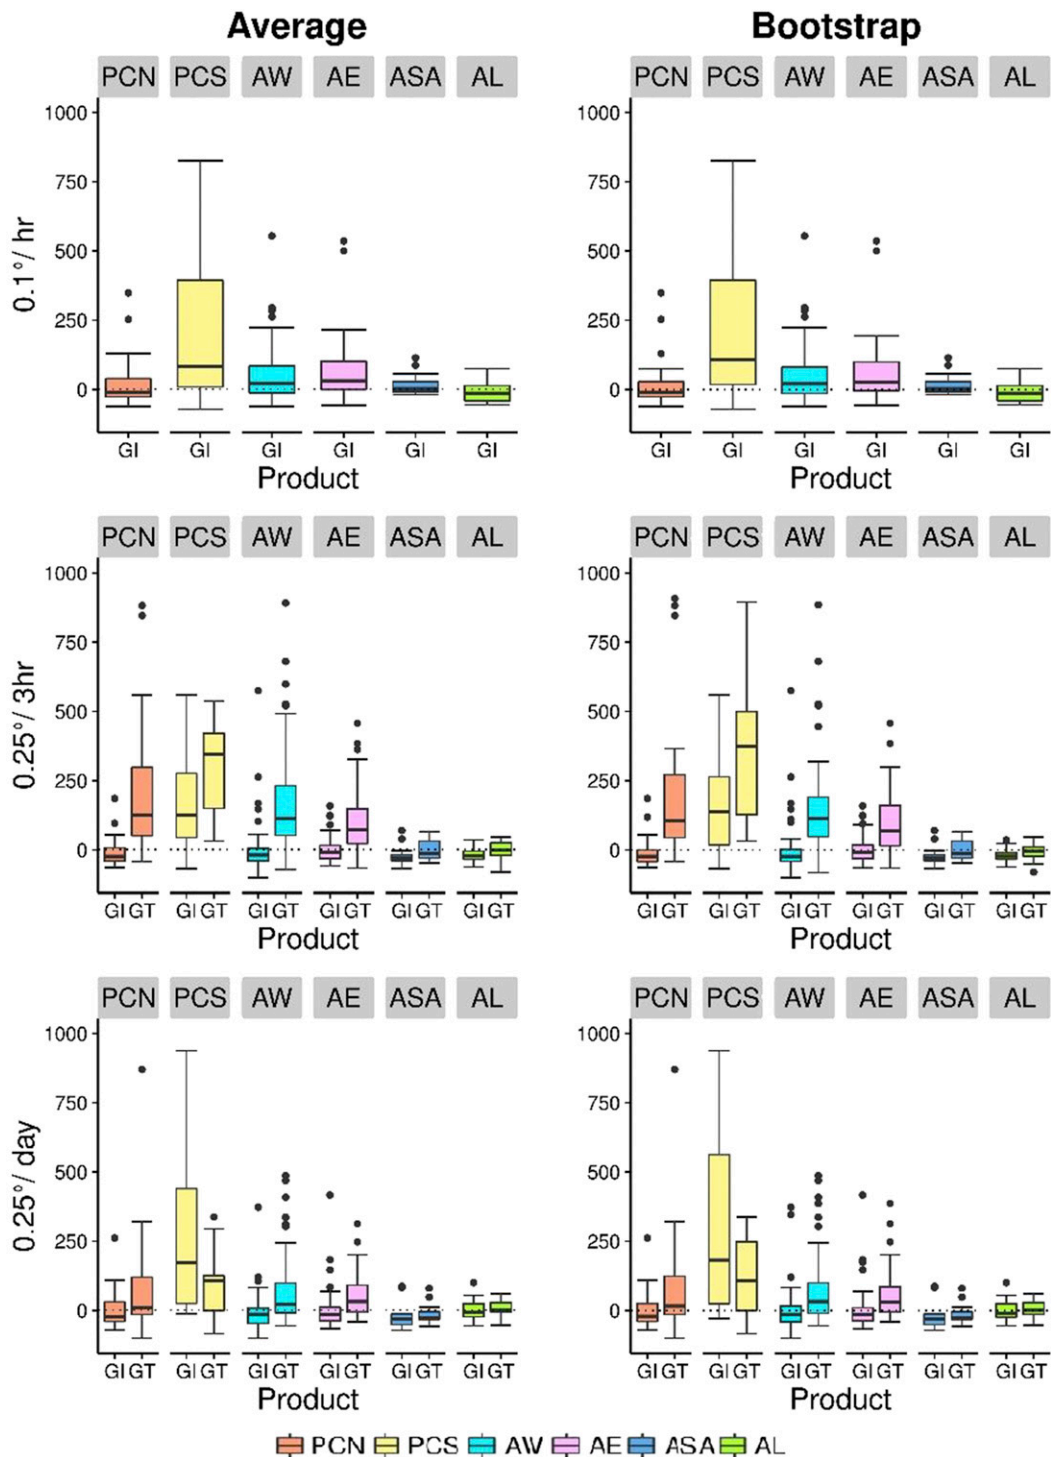 Average Bootstrap
PCN PCS AW AE ASA AL PCN PCS AW AE ASA AL
1000 1000
750 750
500 500
250 250
0 0
0.1°/ hr
GI GI GI GI GI GI GI GI GI GI GI GI
Product Product
PCN PCS AW AE ASA AL PCN PCS AW AE ASA AL
1000 1000
750 750
500 500
250 250
0 0
0.25°/ 3hr
GI GT GI GT GI GT GI GT GI GT GI GT GI GT GI GT GI GT GI GT GI GT GI GT
Product Product
PCN PCS AW AE ASA AL PCN PCS AW AE ASA AL
1000 1000
750 750
500 500
250 250
0 0
0.25°/ day
GI GT GI GT GI GT GI GT GI GT GI GT GI GT GI GT GI GT GI GT GI GT GI GT
Product Product
PCN PCS AW AE ASA AL